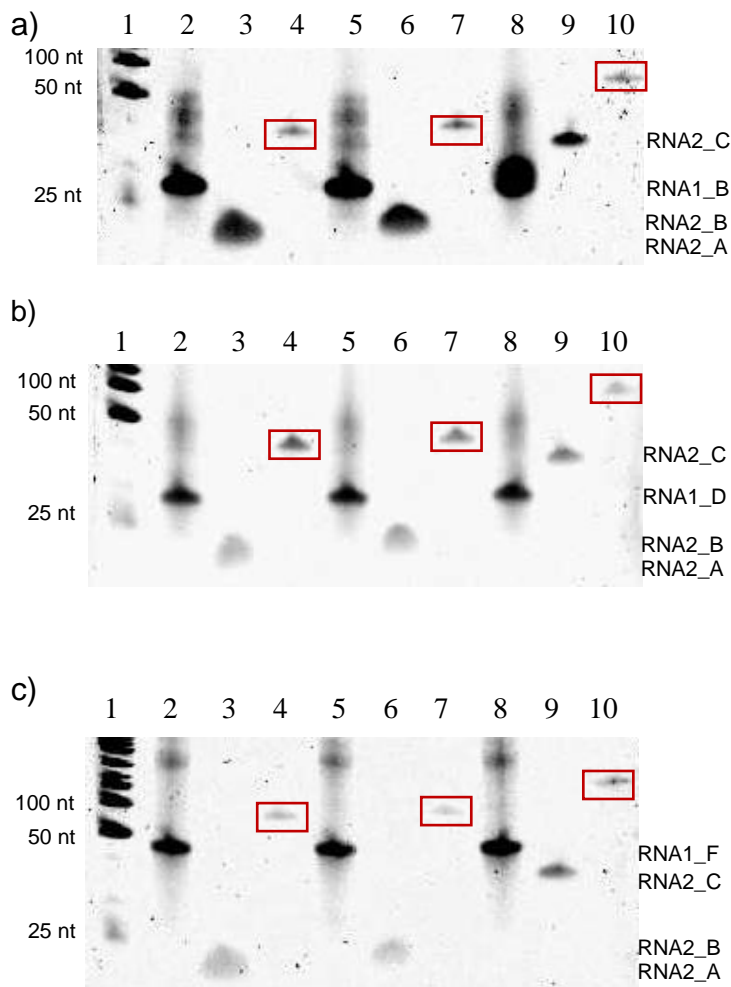 a)
1 2 3 4 5 6 7 8 9 10
100 nt
50 nt
25 nt
RNA2_C
RNA1_B
RNA2_B
RNA2_A
b)
1 2 3 4 5 6 7 8 9 10
100 nt
50 nt
25 nt
RNA2_C
RNA1_D
RNA2_B
RNA2_A
c)
1 2 3 4 5 6 7 8 9 10
100 nt
50 nt
25 nt
RNA1_F
RNA2_C
RNA2_B
RNA2_A